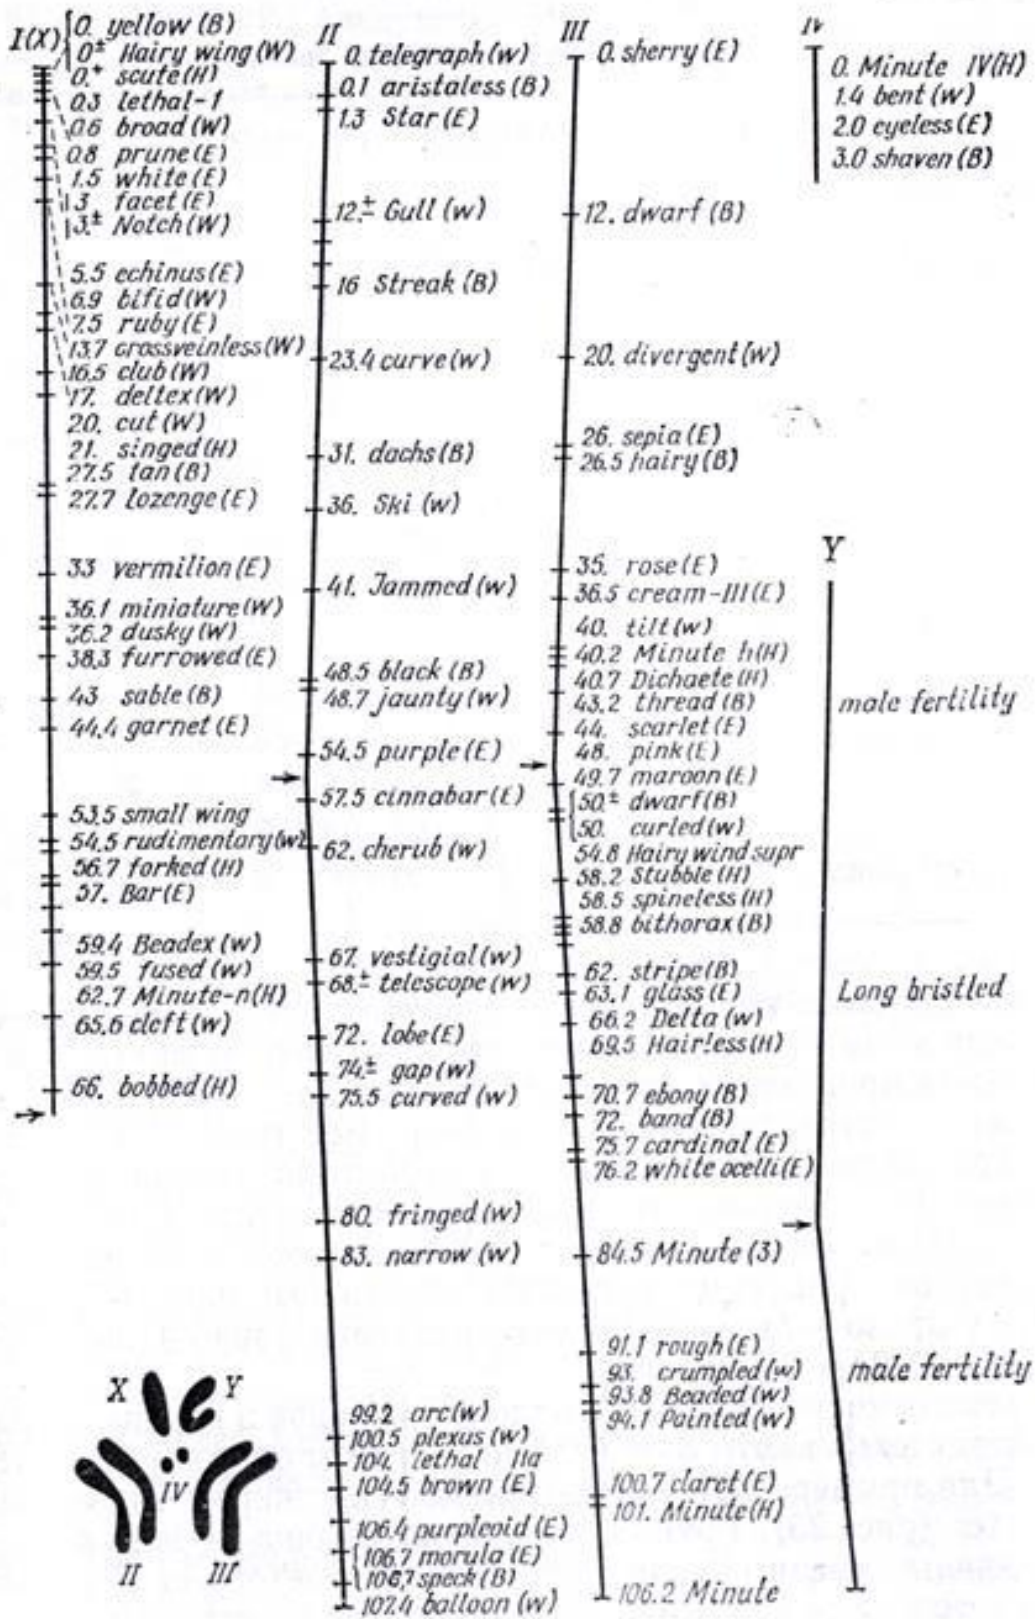 I(X)
0. yellow (B)
0± Hairy wing (W)
0.+ scute (H)
0.3 lethal-1
0.6 broad (W)
0.8 prune (E)
1.5 white (E)
3 facet (E)
3.± Notch (W)
5.5 echinus (E)
6.9 bifid (W)
7.5 ruby (E)
13.7 crossveinless (W)
16.5 club (W)
17. deltex (W)
20. cut (W)
21. singed (H)
27.5 tan (B)
27.7 lozenge (E)
33 vermilion (E)
36.1 miniature (W)
36.2 dusky (W)
38.3 furrowed (E)
43 sable (B)
44.4 garnet (E)
53.5 small wing
54.5 rudimentary (w)
56.7 forked (H)
57. Bar (E)
59.4 Beadex (w)
59.5 fused (w)
62.7 Minute-n (H)
65.6 cleft (w)
66. bobbed (H)
II
0. telegraph (w)
0.1 aristaless (B)
1.3 Star (E)
12.± Gull (w)
16 Streak (B)
23.4 curve (w)
31. dachs (B)
36. Ski (w)
41. Jammed (w)
48.5 black (B)
48.7 jaunty (w)
54.5 purple (E)
57.5 cinnabar (E)
62. cherub (w)
67. vestigial (w)
68.± telescope (w)
72. lobe (E)
74.± gap (w)
75.5 curved (w)
80. fringed (w)
83. narrow (w)
99.2 arc (w)
100.5 plexus (w)
104. lethal IIa
104.5 brown (E)
106.4 purpleoid (E)
106.7 morula (E)
106,7 speck (B)
107.4 balloon (w)
III
0. sherry (E)
12. dwarf (B)
20. divergent (w)
26. sepia (E)
26.5 hairy (B)
35. rose (E)
36.5 cream-III (E)
40. tilt (w)
40.2 Minute h (H)
40.7 Dichaete (H)
43.2 thread (B)
44. scarlet (E)
48. pink (E)
49.7 maroon (E)
50.± dwarf (B)
50. curled (w)
54.8 Hairy wind supr
58.2 Stubble (H)
58.5 spineless (H)
58.8 bithorax (B)
62. stripe (B)
63.1 glass (E)
66.2 Delta (w)
69.5 Hairless (H)
70.7 ebony (B)
72. band (B)
75.7 cardinal (E)
76.2 white ocelli (E)
84.5 Minute (3)
91.1 rough (E)
93. crumpled (w)
93.8 Beaded (w)
94.1 Pointed (w)
100.7 claret (E)
101. Minute (H)
106.2 Minute
IV
0. Minute IV (H)
1.4 bent (w)
2.0 eyeless (E)
3.0 shaven (B)
Y
male fertility
Long bristled
male fertility
X Y
IV
II III